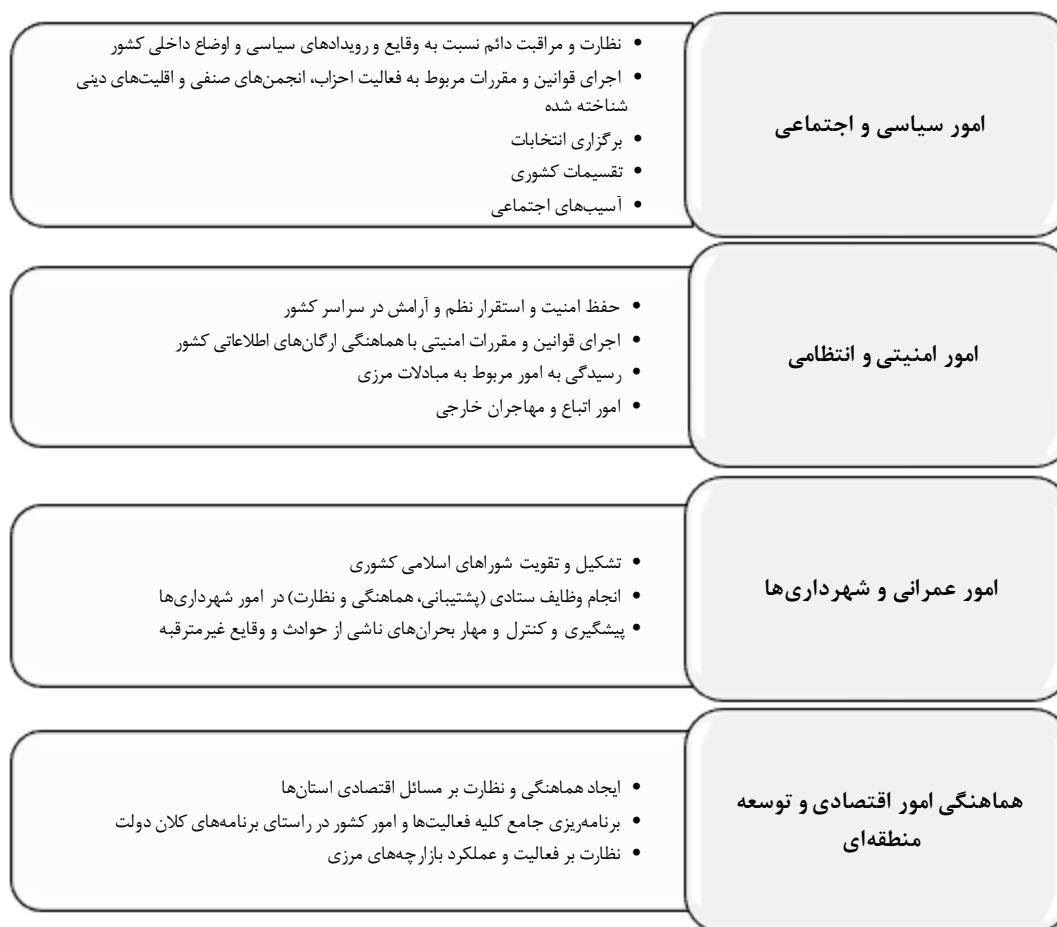 امور سیاسی و اجتماعی
• نظارت و مراقبت دائم نسبت به وقایع و رویدادهای سیاسی و اوضاع داخلی کشور
• اجرای قوانین و مقررات مربوط به فعالیت احزاب، انجمن‌های صنفی و اقلیت‌های دینی
شناخته شده
• برگزاری انتخابات
• تقسیمات کشوری
• آسیب‌های اجتماعی
امور امنیتی و انتظامی
• حفظ امنیت و استقرار نظم و آرامش در سراسر کشور
• اجرای قوانین و مقررات امنیتی با هماهنگی ارگان‌های اطلاعاتی کشور
• رسیدگی به امور مربوط به مبادلات مرزی
• امور اتباع و مهاجران خارجی
امور عمرانی و شهرداری‌ها
• تشکیل و تقویت شوراهای اسلامی کشوری
• انجام وظایف ستادی (پشتیبانی، هماهنگی و نظارت) در امور شهرداری‌ها
• پیشگیری و کنترل و مهار بحران‌های ناشی از حوادث و وقایع غیرمترقبه
هماهنگی امور اقتصادی و توسعه
منطقه‌ای
• ایجاد هماهنگی و نظارت بر مسائل اقتصادی استان‌ها
• برنامه‌ریزی جامع کلیه فعالیت‌ها و امور کشور در راستای برنامه‌های کلان دولت
• نظارت بر فعالیت و عملکرد بازارچه‌های مرزی